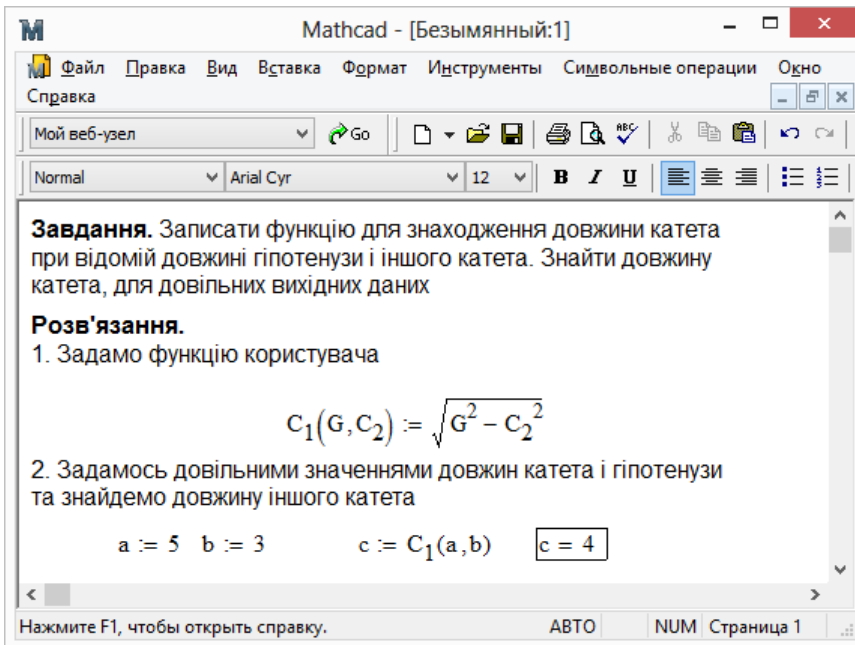 Mathcad - [Безымянный:1]
Файл Правка Вид Вставка Формат Инструменты Символьные операции Окно
Справка
Мой веб-узел Go
Normal Arial Cyr 12 B I U
Завдання. Записати функцію для знаходження довжини катета
при відомій довжині гіпотенузи і іншого катета. Знайти довжину
катета, для довільних вихідних даних
Розв'язання.
1. Задамо функцію користувача
C₁(G,C₂) := √(G² − C₂²)
2. Задамось довільними значеннями довжин катета і гіпотенузи
та знайдемо довжину іншого катета
a := 5 b := 3 c := C₁(a,b) c = 4
Нажмите F1, чтобы открыть справку. АВТО NUM Страница 1